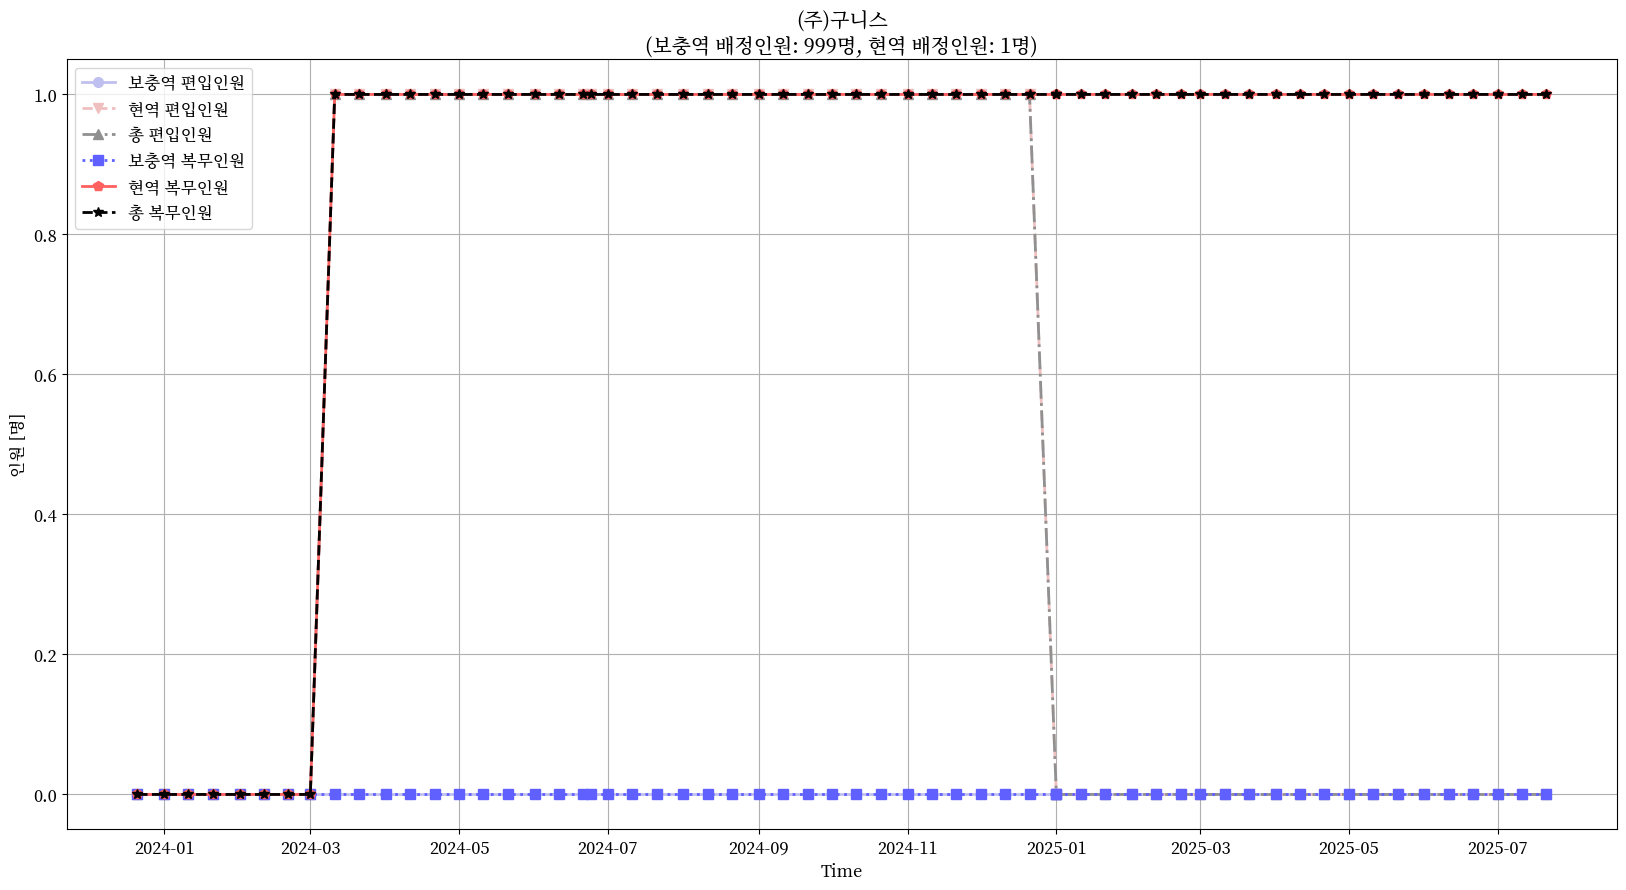 (주)구니스
(보충역 배정인원: 999명, 현역 배정인원: 1명)
보충역 편입인원
현역 편입인원
총 편입인원
보충역 복무인원
현역 복무인원
총 복무인원
인원 [명]
1.0
0.8
0.6
0.4
0.2
0.0
2024-01
2024-03
2024-05
2024-07
2024-09
2024-11
2025-01
2025-03
2025-05
2025-07
Time